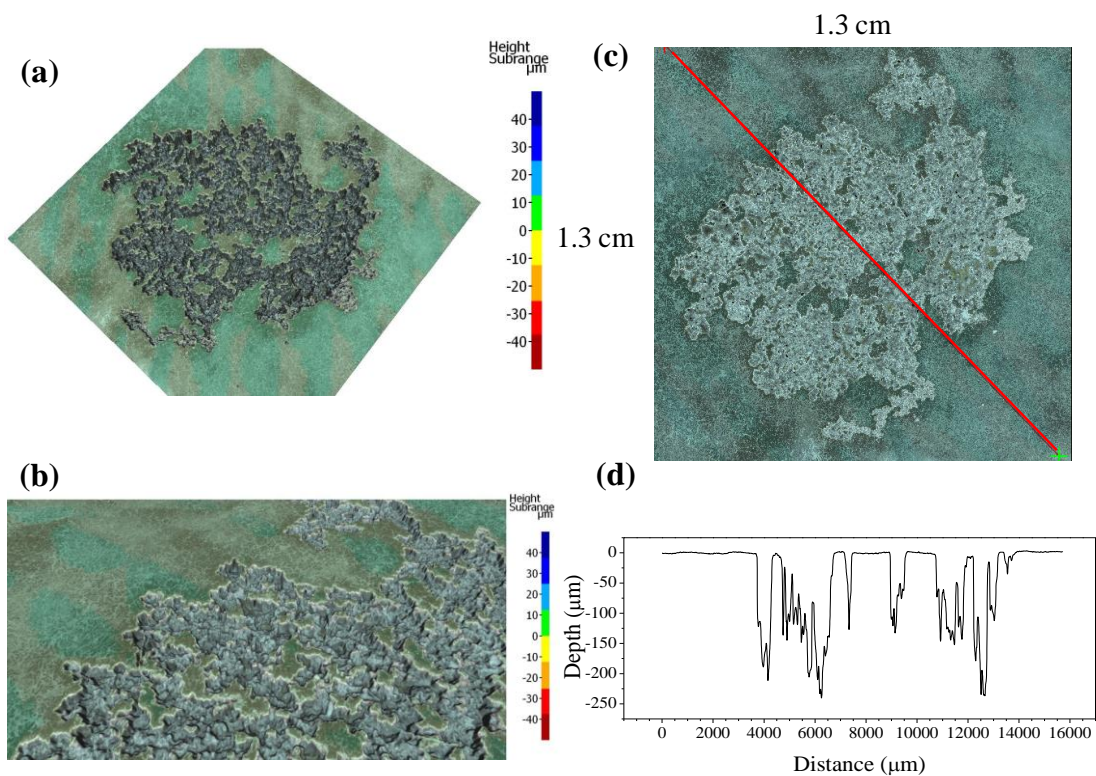 (a)
Height
Subrange
µm
40
30
20
10
0
-10
-20
-30
-40
1.3 cm
(c)
1.3 cm
(b)
Height
Subrange
µm
40
30
20
10
0
-10
-20
-30
-40
(d)
0
-50
-100
-150
-200
-250
Depth (µm)
0 2000 4000 6000 8000 10000 12000 14000 16000
Distance (µm)